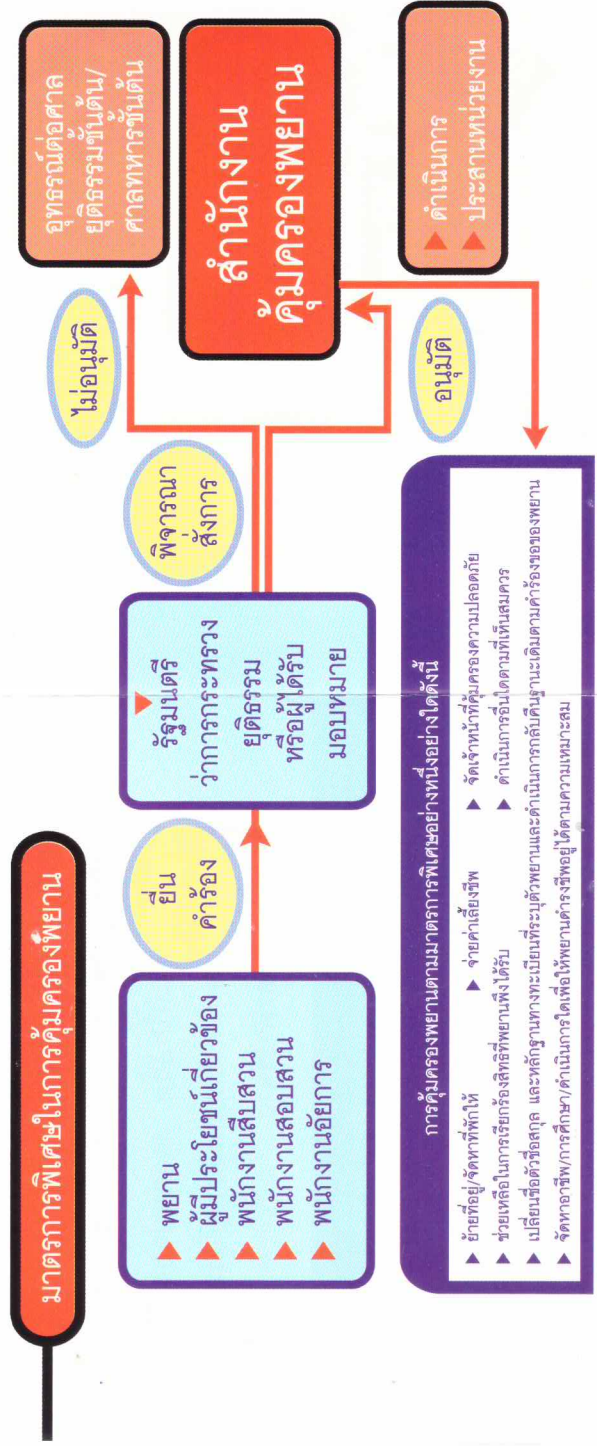 มาตรการพิเศษในการคุ้มครองพยาน
พยาน
ผู้มีประโยชน์เกี่ยวข้อง
พนักงานสืบสวน
พนักงานสอบสวน
พนักงานอัยการ
ยื่น
คำร้อง
รัฐมนตรี
ว่าการกระทรวง
ยุติธรรม
หรือผู้ได้รับ
มอบหมาย
พิจารณา
สั่งการ
ไม่อนุมัติ
อุทธรณ์ต่อศาล
ยุติธรรมชั้นต้น/
ศาลทหารชั้นต้น
สำนักงาน
คุ้มครองพยาน
อนุมัติ
ดำเนินการ
ประสานหน่วยงาน
การคุ้มครองพยานตามมาตรการพิเศษอย่างหนึ่งอย่างใดดังนี้
ย้ายที่อยู่/จัดหาที่พักให้ จ่ายค่าเลี้ยงชีพ จัดเจ้าหน้าที่คุ้มครองความปลอดภัย
ช่วยเหลือในการเรียกร้องสิทธิที่พยานพึงได้รับ ดำเนินการอื่นใดตามที่เห็นสมควร
เปลี่ยนชื่อตัวชื่อสกุล และหลักฐานทางทะเบียนที่ระบุตัวพยานและดำเนินการกลับคืนฐานะเดิมตามคำร้องขอของพยาน
จัดหาอาชีพ/การศึกษา/ดำเนินการใดเพื่อให้พยานดำรงชีพอยู่ได้ตามความเหมาะสม